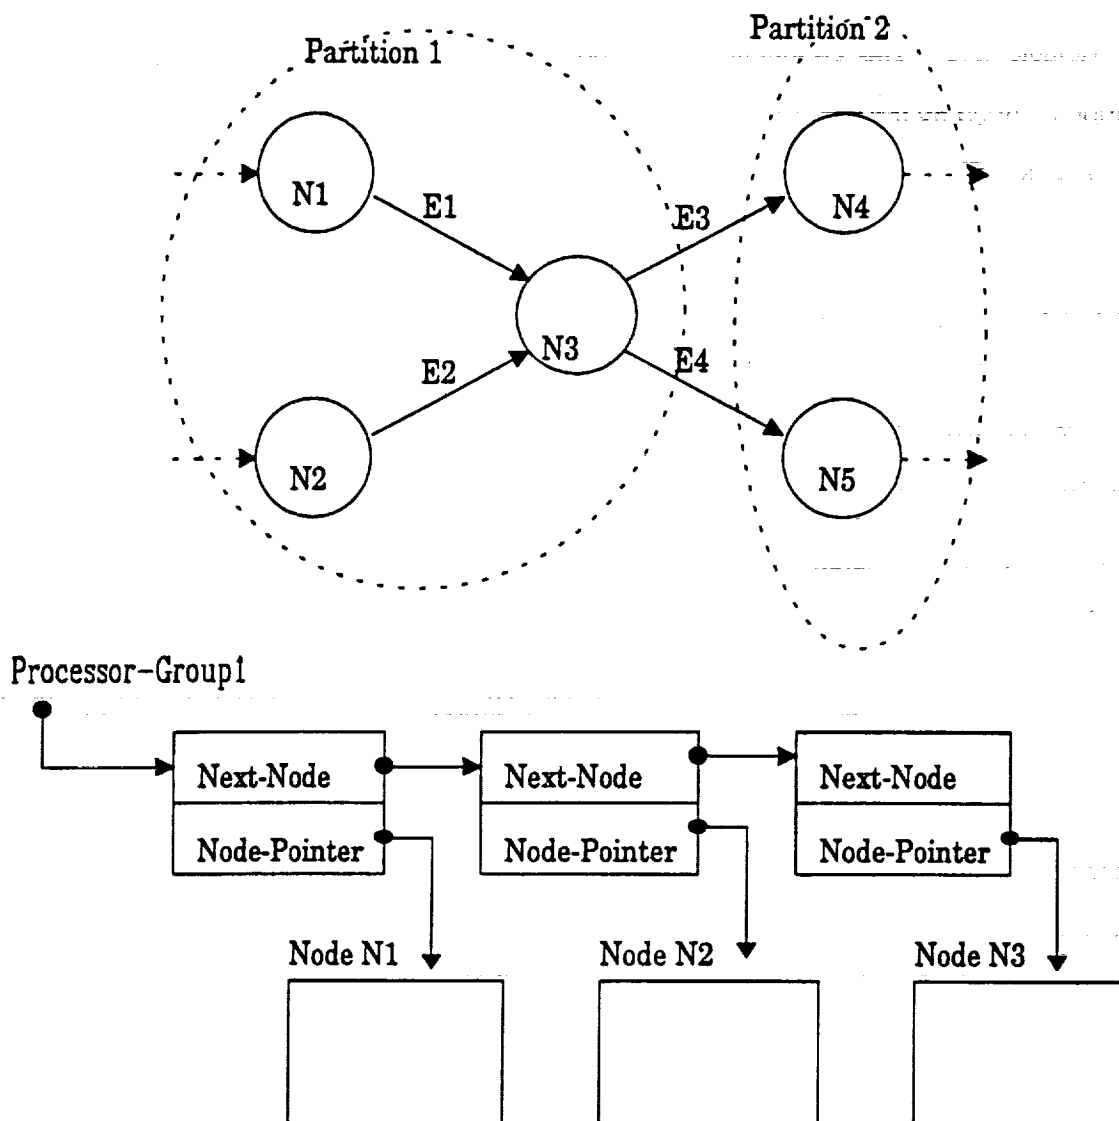 Partition 1
Partition 2
N1
N4
E1
E3
N3
E2
E4
N2
N5
Processor-Group1
Next-Node
Next-Node
Next-Node
Node-Pointer
Node-Pointer
Node-Pointer
Node N1
Node N2
Node N3